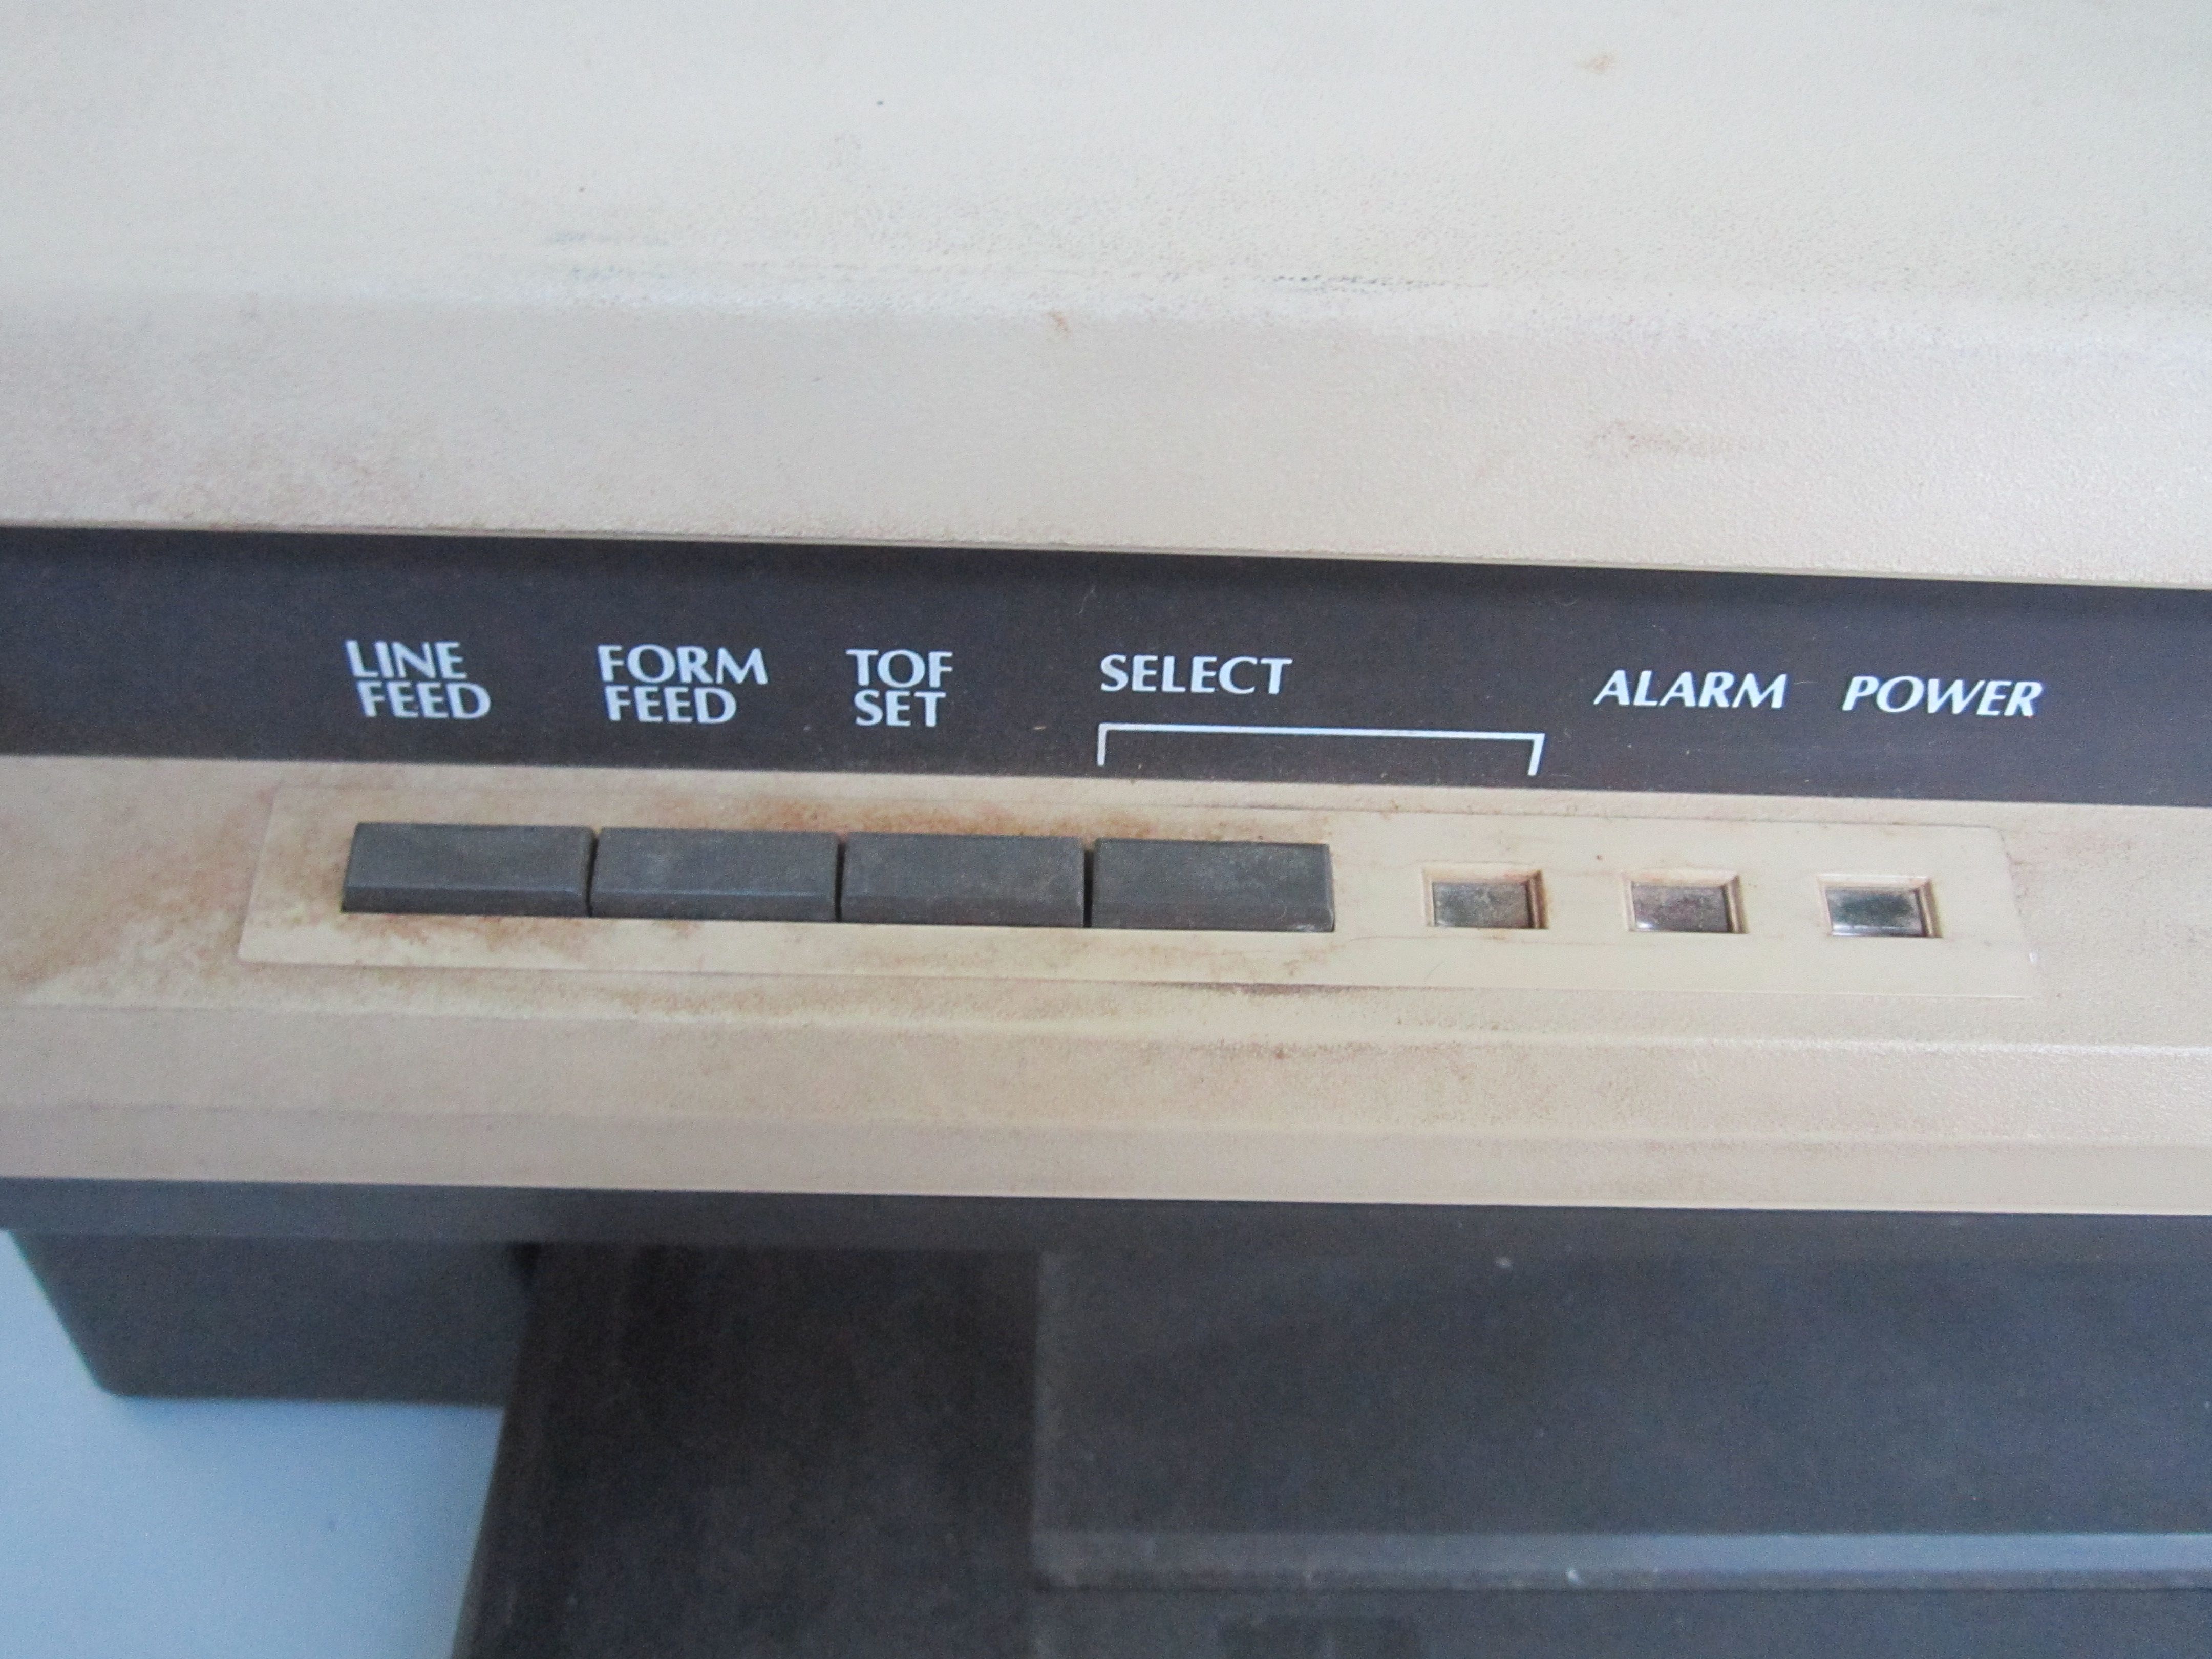 LINE
FEED
FORM
FEED
TOF
SET
SELECT
ALARM
POWER